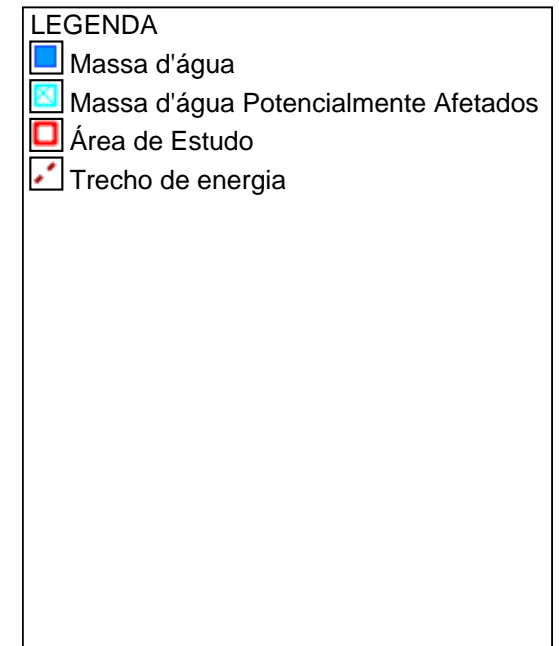 LEGENDA
Massa d'água
Massa d'água Potencialmente Afetados
Área de Estudo
Trecho de energia